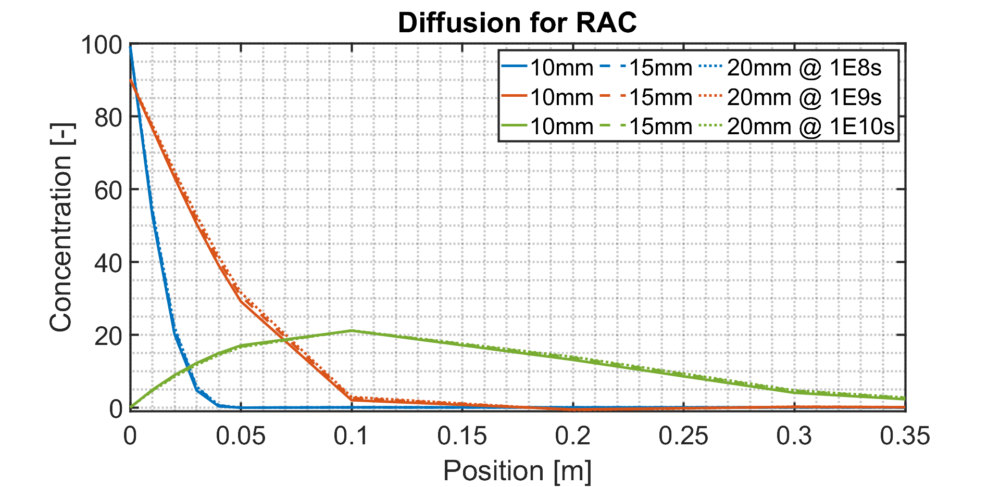 Diffusion for RAC
100
80
60
40
20
0
Concentration [-]
10mm 15mm 20mm @ 1E8s
10mm 15mm 20mm @ 1E9s
10mm 15mm 20mm @ 1E10s
0 0.05 0.1 0.15 0.2 0.25 0.3 0.35
Position [m]